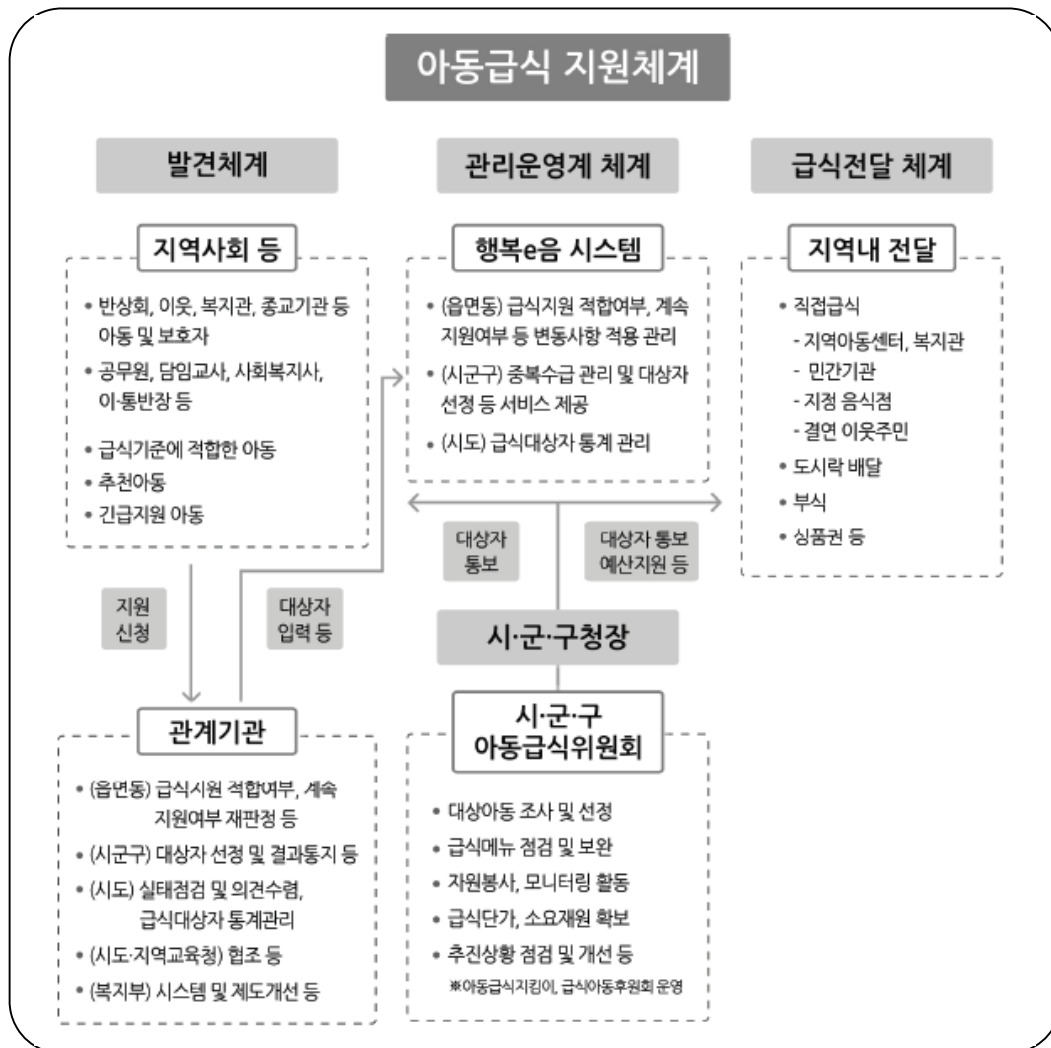 아동급식 지원체계
발견체계
지역사회 등
• 반상회, 이웃, 복지관, 종교기관 등
아동 및 보호자
• 공무원, 담임교사, 사회복지사,
이·통반장 등
• 급식기준에 적합한 아동
• 추천아동
• 긴급지원 아동
지원
신청
대상자
입력 등
관계기관
• (읍면동) 급식지원 적합여부, 계속
지원여부 재판정 등
• (시군구) 대상자 선정 및 결과통지 등
• (시도) 실태점검 및 의견수렴,
급식대상자 통계관리
• (시도·지역교육청) 협조 등
• (복지부) 시스템 및 제도개선 등
관리운영계 체계
행복e음 시스템
• (읍면동) 급식지원 적합여부, 계속
지원여부 등 변동사항 적용 관리
• (시군구) 중복수급 관리 및 대상자
선정 등 서비스 제공
• (시도) 급식대상자 통계 관리
대상자
통보
대상자 통보
예산지원 등
시·군·구청장
시·군·구
아동급식위원회
• 대상아동 조사 및 선정
• 급식메뉴 점검 및 보완
• 자원봉사, 모니터링 활동
• 급식단가, 소요재원 확보
• 추진상황 점검 및 개선 등
※아동급식지킴이, 급식아동후원회 운영
급식전달 체계
지역내 전달
• 직접급식
- 지역아동센터, 복지관
- 민간기관
- 지정 음식점
- 결연 이웃주민
• 도시락 배달
• 부식
• 상품권 등